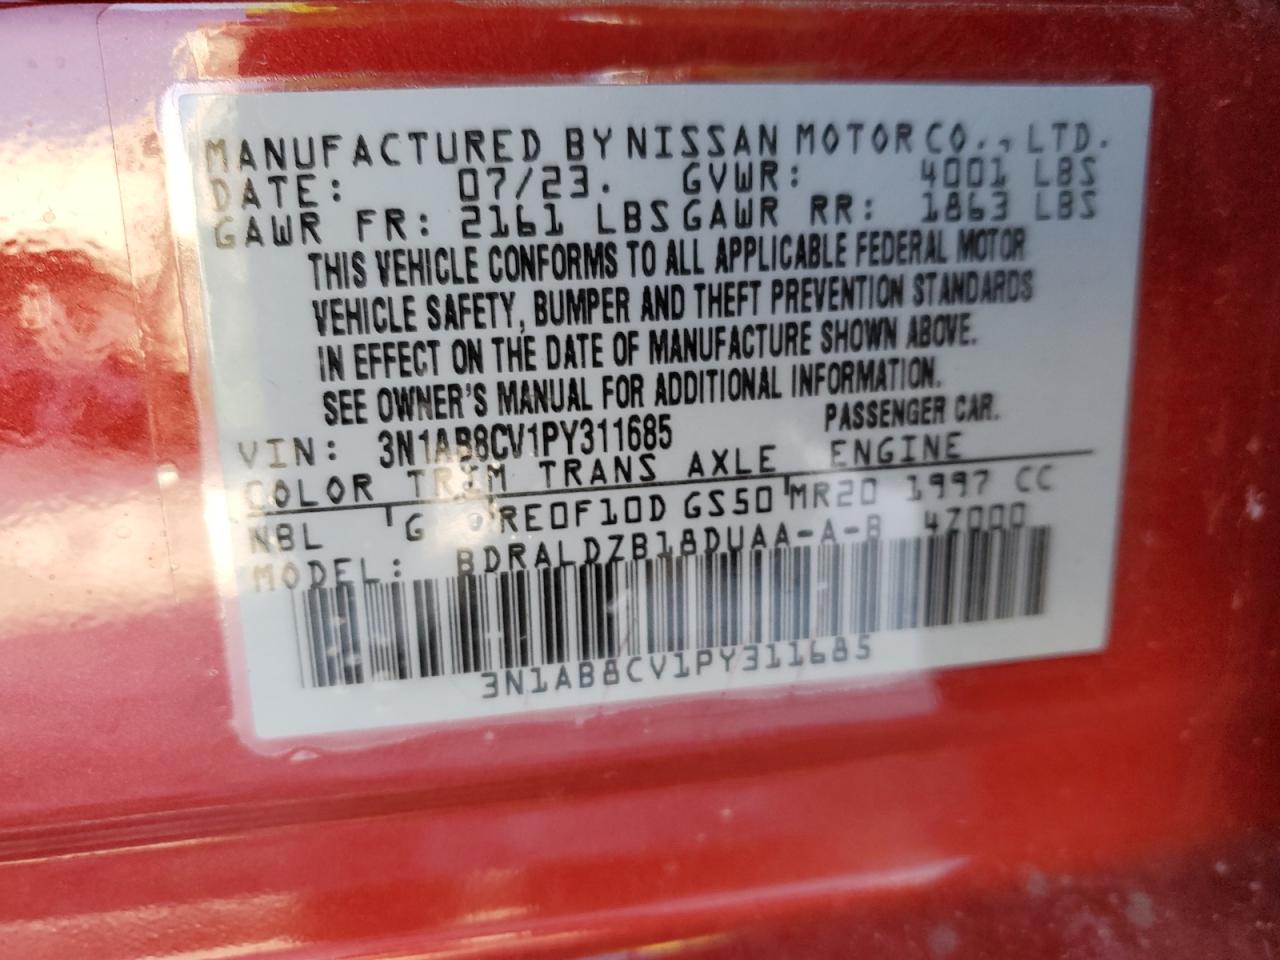 MANUFACTURED BY NISSAN MOTOR CO., LTD.
DATE: 07/23. GVWR: 4001 LBS
GAWR FR: 2161 LBS GAWR RR: 1863 LBS
THIS VEHICLE CONFORMS TO ALL APPLICABLE FEDERAL MOTOR
VEHICLE SAFETY, BUMPER AND THEFT PREVENTION STANDARDS
IN EFFECT ON THE DATE OF MANUFACTURE SHOWN ABOVE.
SEE OWNER'S MANUAL FOR ADDITIONAL INFORMATION.
VIN: 3N1AB8CV1PY311685 PASSENGER CAR.
COLOR TRIM TRANS AXLE ENGINE
NBL G RE0F10D GS50 MR20 1997 CC
MODEL: BDRALDZB18DUAA-A-B 47000
3N1AB8CV1PY311685